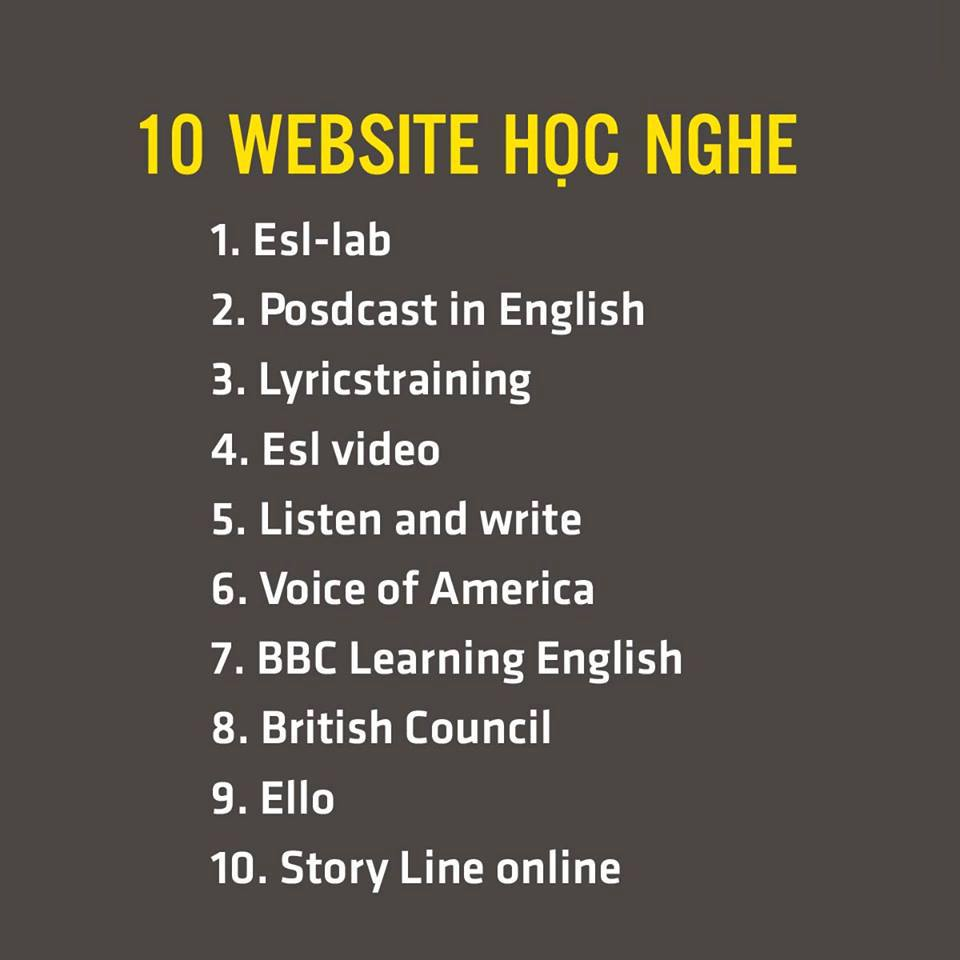 10 WEBSITE HỌC NGHE
1. Esl-lab
2. Posdcast in English
3. Lyricstraining
4. Esl video
5. Listen and write
6. Voice of America
7. BBC Learning English
8. British Council
9. Ello
10. Story Line online